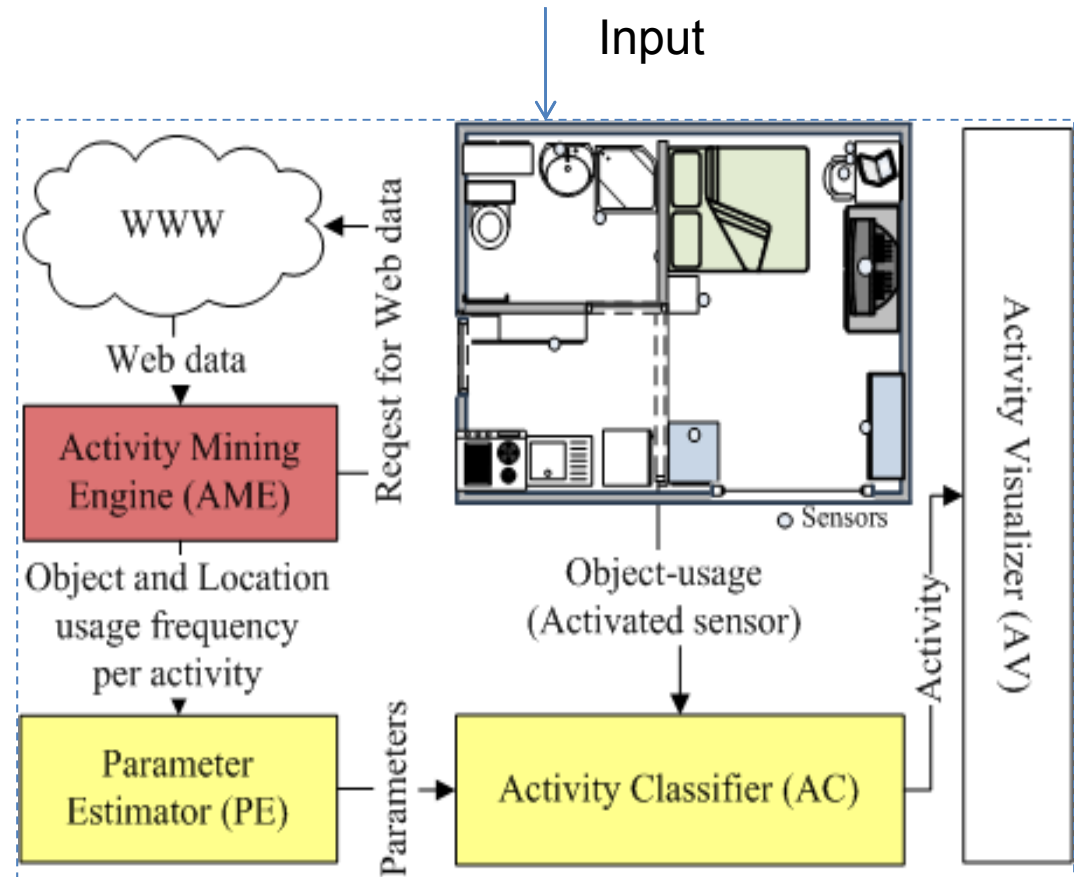 Input
WWW
Reqest for Web data
Web data
Activity Mining
Engine (AME)
Sensors
Object and Location
usage frequency
per activity
Object-usage
(Activated sensor)
Activity
Activity Visualizer (AV)
Parameter
Estimator (PE)
Parameters
Activity Classifier (AC)